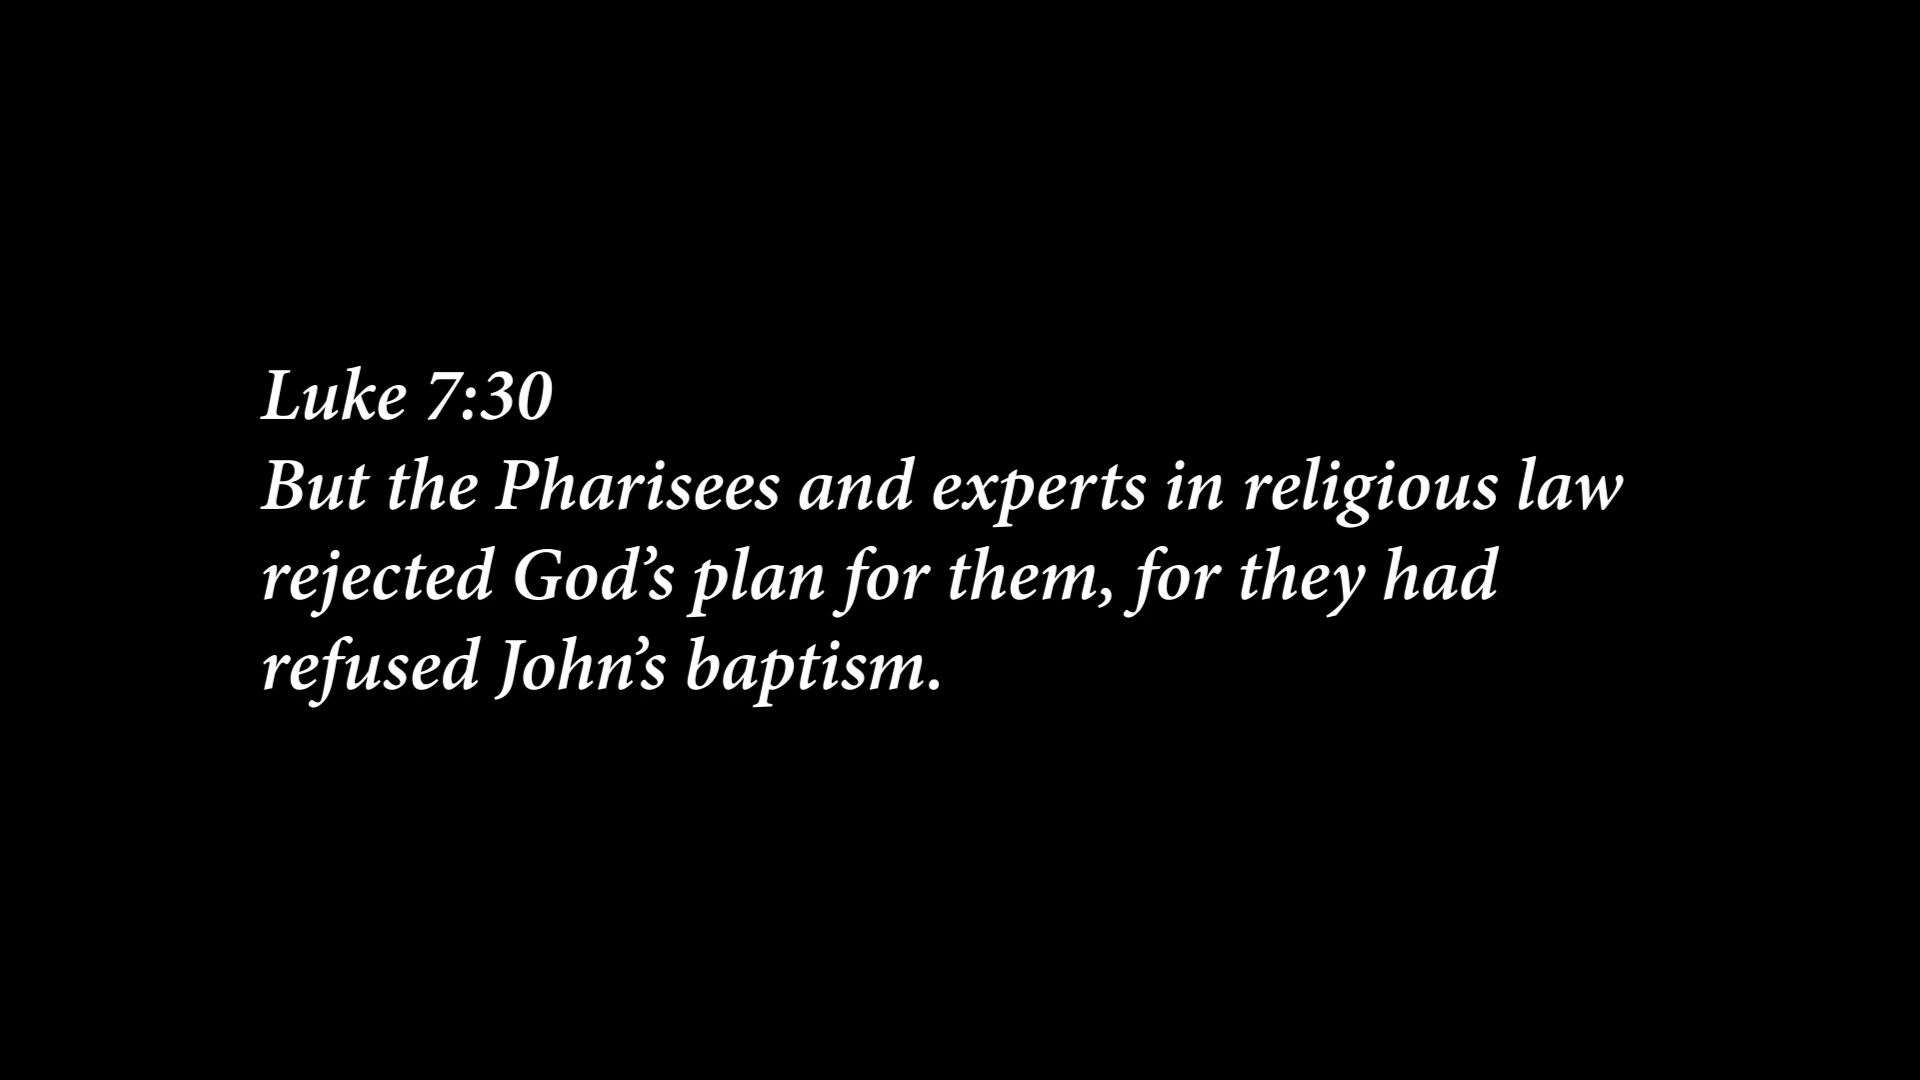 Luke 7:30
But the Pharisees and experts in religious law
rejected God’s plan for them, for they had
refused John’s baptism.